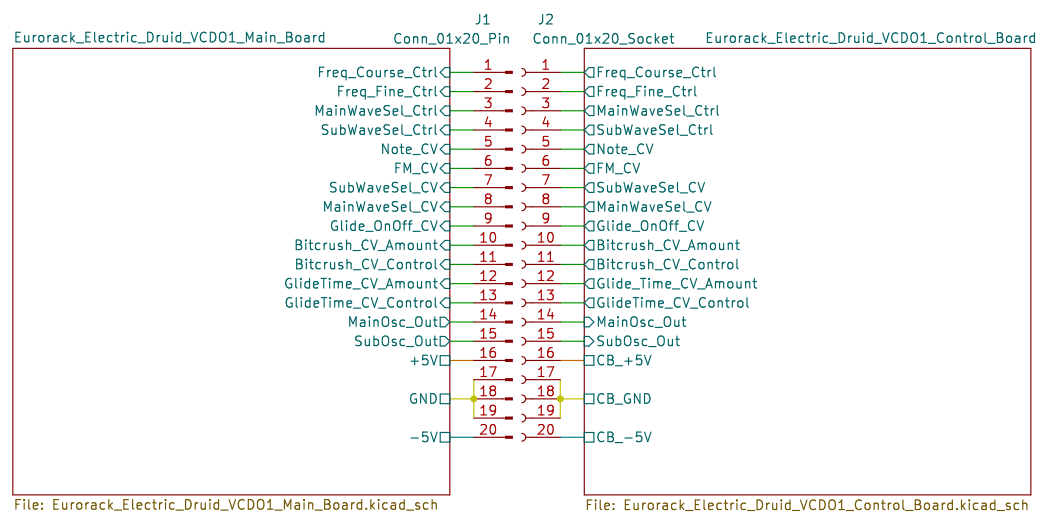 J1 J2
Eurorack_Electric_Druid_VCDO1_Main_Board Conn_01x20_Pin Conn_01x20_Socket Eurorack_Electric_Druid_VCDO1_Control_Board
Freq_Course_Ctrl 1 1 Freq_Course_Ctrl
Freq_Fine_Ctrl 2 2 Freq_Fine_Ctrl
MainWaveSel_Ctrl 3 3 MainWaveSel_Ctrl
SubWaveSel_Ctrl 4 4 SubWaveSel_Ctrl
Note_CV 5 5 Note_CV
FM_CV 6 6 FM_CV
SubWaveSel_CV 7 7 SubWaveSel_CV
MainWaveSel_CV 8 8 MainWaveSel_CV
Glide_OnOff_CV 9 9 Glide_OnOff_CV
Bitcrush_CV_Amount 10 10 Bitcrush_CV_Amount
Bitcrush_CV_Control 11 11 Bitcrush_CV_Control
GlideTime_CV_Amount 12 12 Glide_Time_CV_Amount
GlideTime_CV_Control 13 13 GlideTime_CV_Control
MainOsc_Out 14 14 MainOsc_Out
SubOsc_Out 15 15 SubOsc_Out
+5V 16 16 CB_+5V
17 17
GND 18 18 CB_GND
19 19
-5V 20 20 CB_-5V
File: Eurorack_Electric_Druid_VCDO1_Main_Board.kicad_sch File: Eurorack_Electric_Druid_VCDO1_Control_Board.kicad_sch